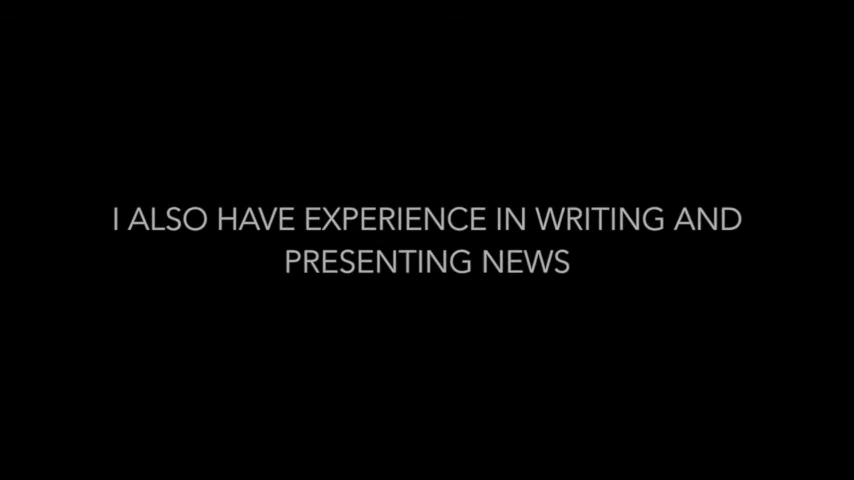 I ALSO HAVE EXPERIENCE IN WRITING AND
PRESENTING NEWS